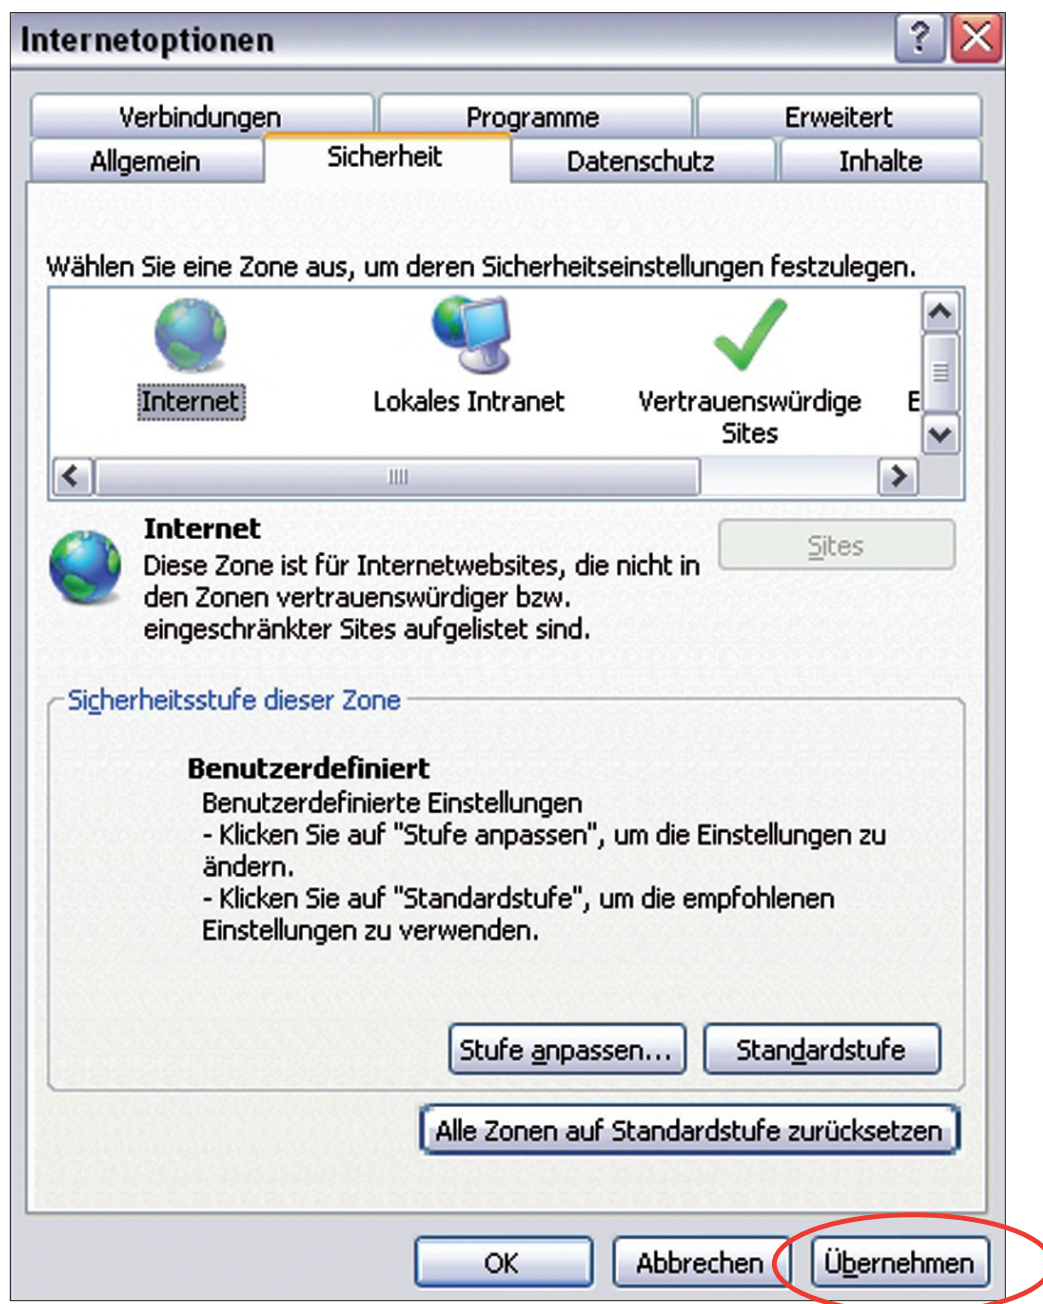 Internetoptionen
Verbindungen Programme Erweitert
Allgemein Sicherheit Datenschutz Inhalte
Wählen Sie eine Zone aus, um deren Sicherheitseinstellungen festzulegen.
Internet Lokales Intranet Vertrauenswürdige E
Sites
Internet
Sites
Diese Zone ist für Internetwebsites, die nicht in
den Zonen vertrauenswürdiger bzw.
eingeschränkter Sites aufgelistet sind.
Sicherheitsstufe dieser Zone
Benutzerdefiniert
Benutzerdefinierte Einstellungen
- Klicken Sie auf "Stufe anpassen", um die Einstellungen zu
ändern.
- Klicken Sie auf "Standardstufe", um die empfohlenen
Einstellungen zu verwenden.
Stufe anpassen... Standardstufe
Alle Zonen auf Standardstufe zurücksetzen
OK Abbrechen Übernehmen